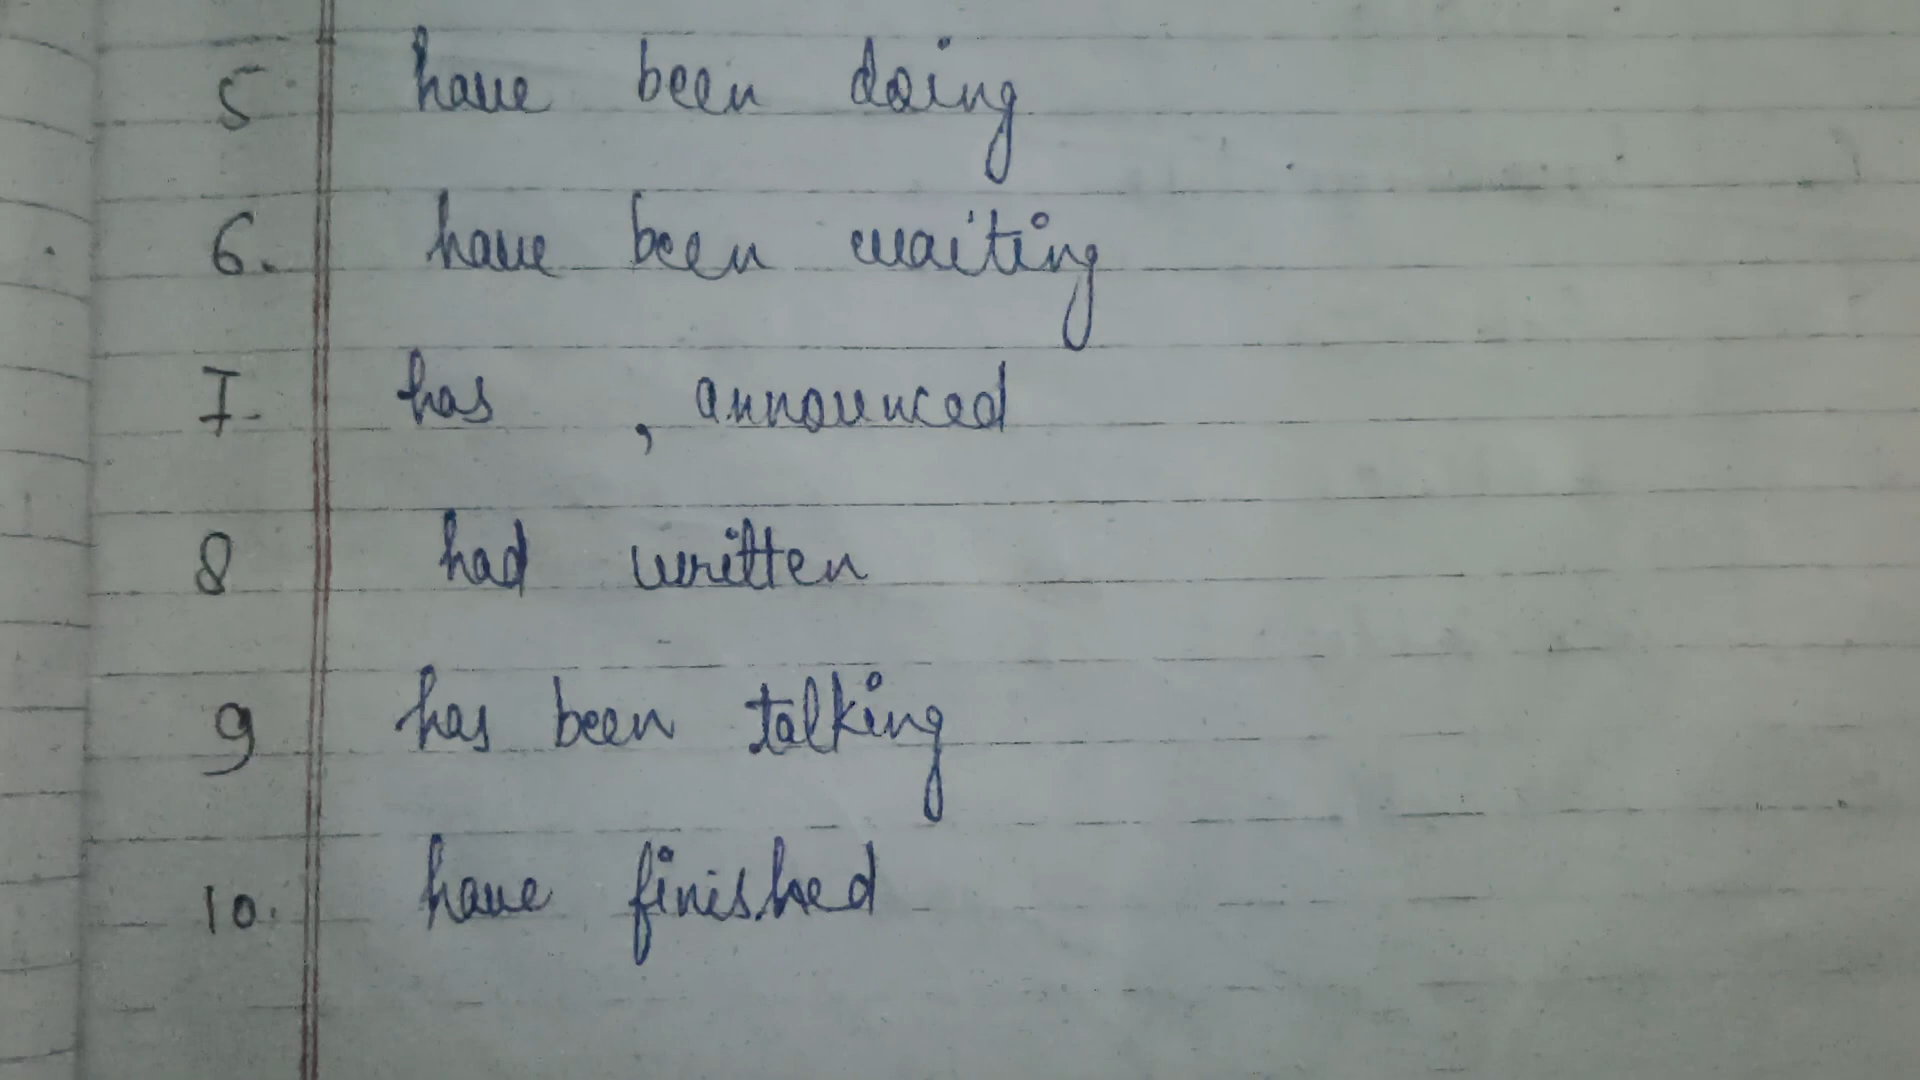 5 have been doing
6. have been waiting
7. has , announced
8 had written
9 has been talking
10. have finished